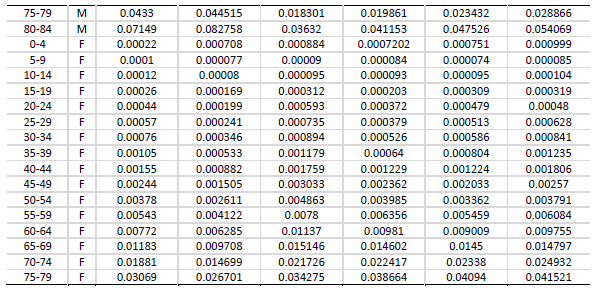 75-79 M 0.0433 0.044515 0.018301 0.019861 0.023432 0.028866
80-84 M 0.07149 0.082758 0.03632 0.041153 0.047526 0.054069
0-4 F 0.00022 0.000708 0.000884 0.0007202 0.000751 0.000999
5-9 F 0.0001 0.000077 0.00009 0.000084 0.000074 0.000085
10-14 F 0.00012 0.00008 0.000095 0.000093 0.000095 0.000104
15-19 F 0.00026 0.000169 0.000312 0.000203 0.000309 0.000319
20-24 F 0.00044 0.000199 0.000593 0.000372 0.000479 0.00048
25-29 F 0.00057 0.000241 0.000735 0.000379 0.000513 0.000628
30-34 F 0.00076 0.000346 0.000894 0.000526 0.000586 0.000841
35-39 F 0.00105 0.000533 0.001179 0.00064 0.000804 0.001235
40-44 F 0.00155 0.000882 0.001759 0.001229 0.001224 0.001806
45-49 F 0.00244 0.001505 0.003033 0.002362 0.002033 0.00257
50-54 F 0.00378 0.002611 0.004863 0.003985 0.003362 0.003791
55-59 F 0.00543 0.004122 0.0078 0.006356 0.005459 0.006084
60-64 F 0.00772 0.006285 0.01137 0.00981 0.009009 0.009755
65-69 F 0.01183 0.009708 0.015146 0.014602 0.0145 0.014797
70-74 F 0.01881 0.014699 0.021726 0.022417 0.02338 0.024932
75-79 F 0.03069 0.026701 0.034275 0.038664 0.04094 0.041521